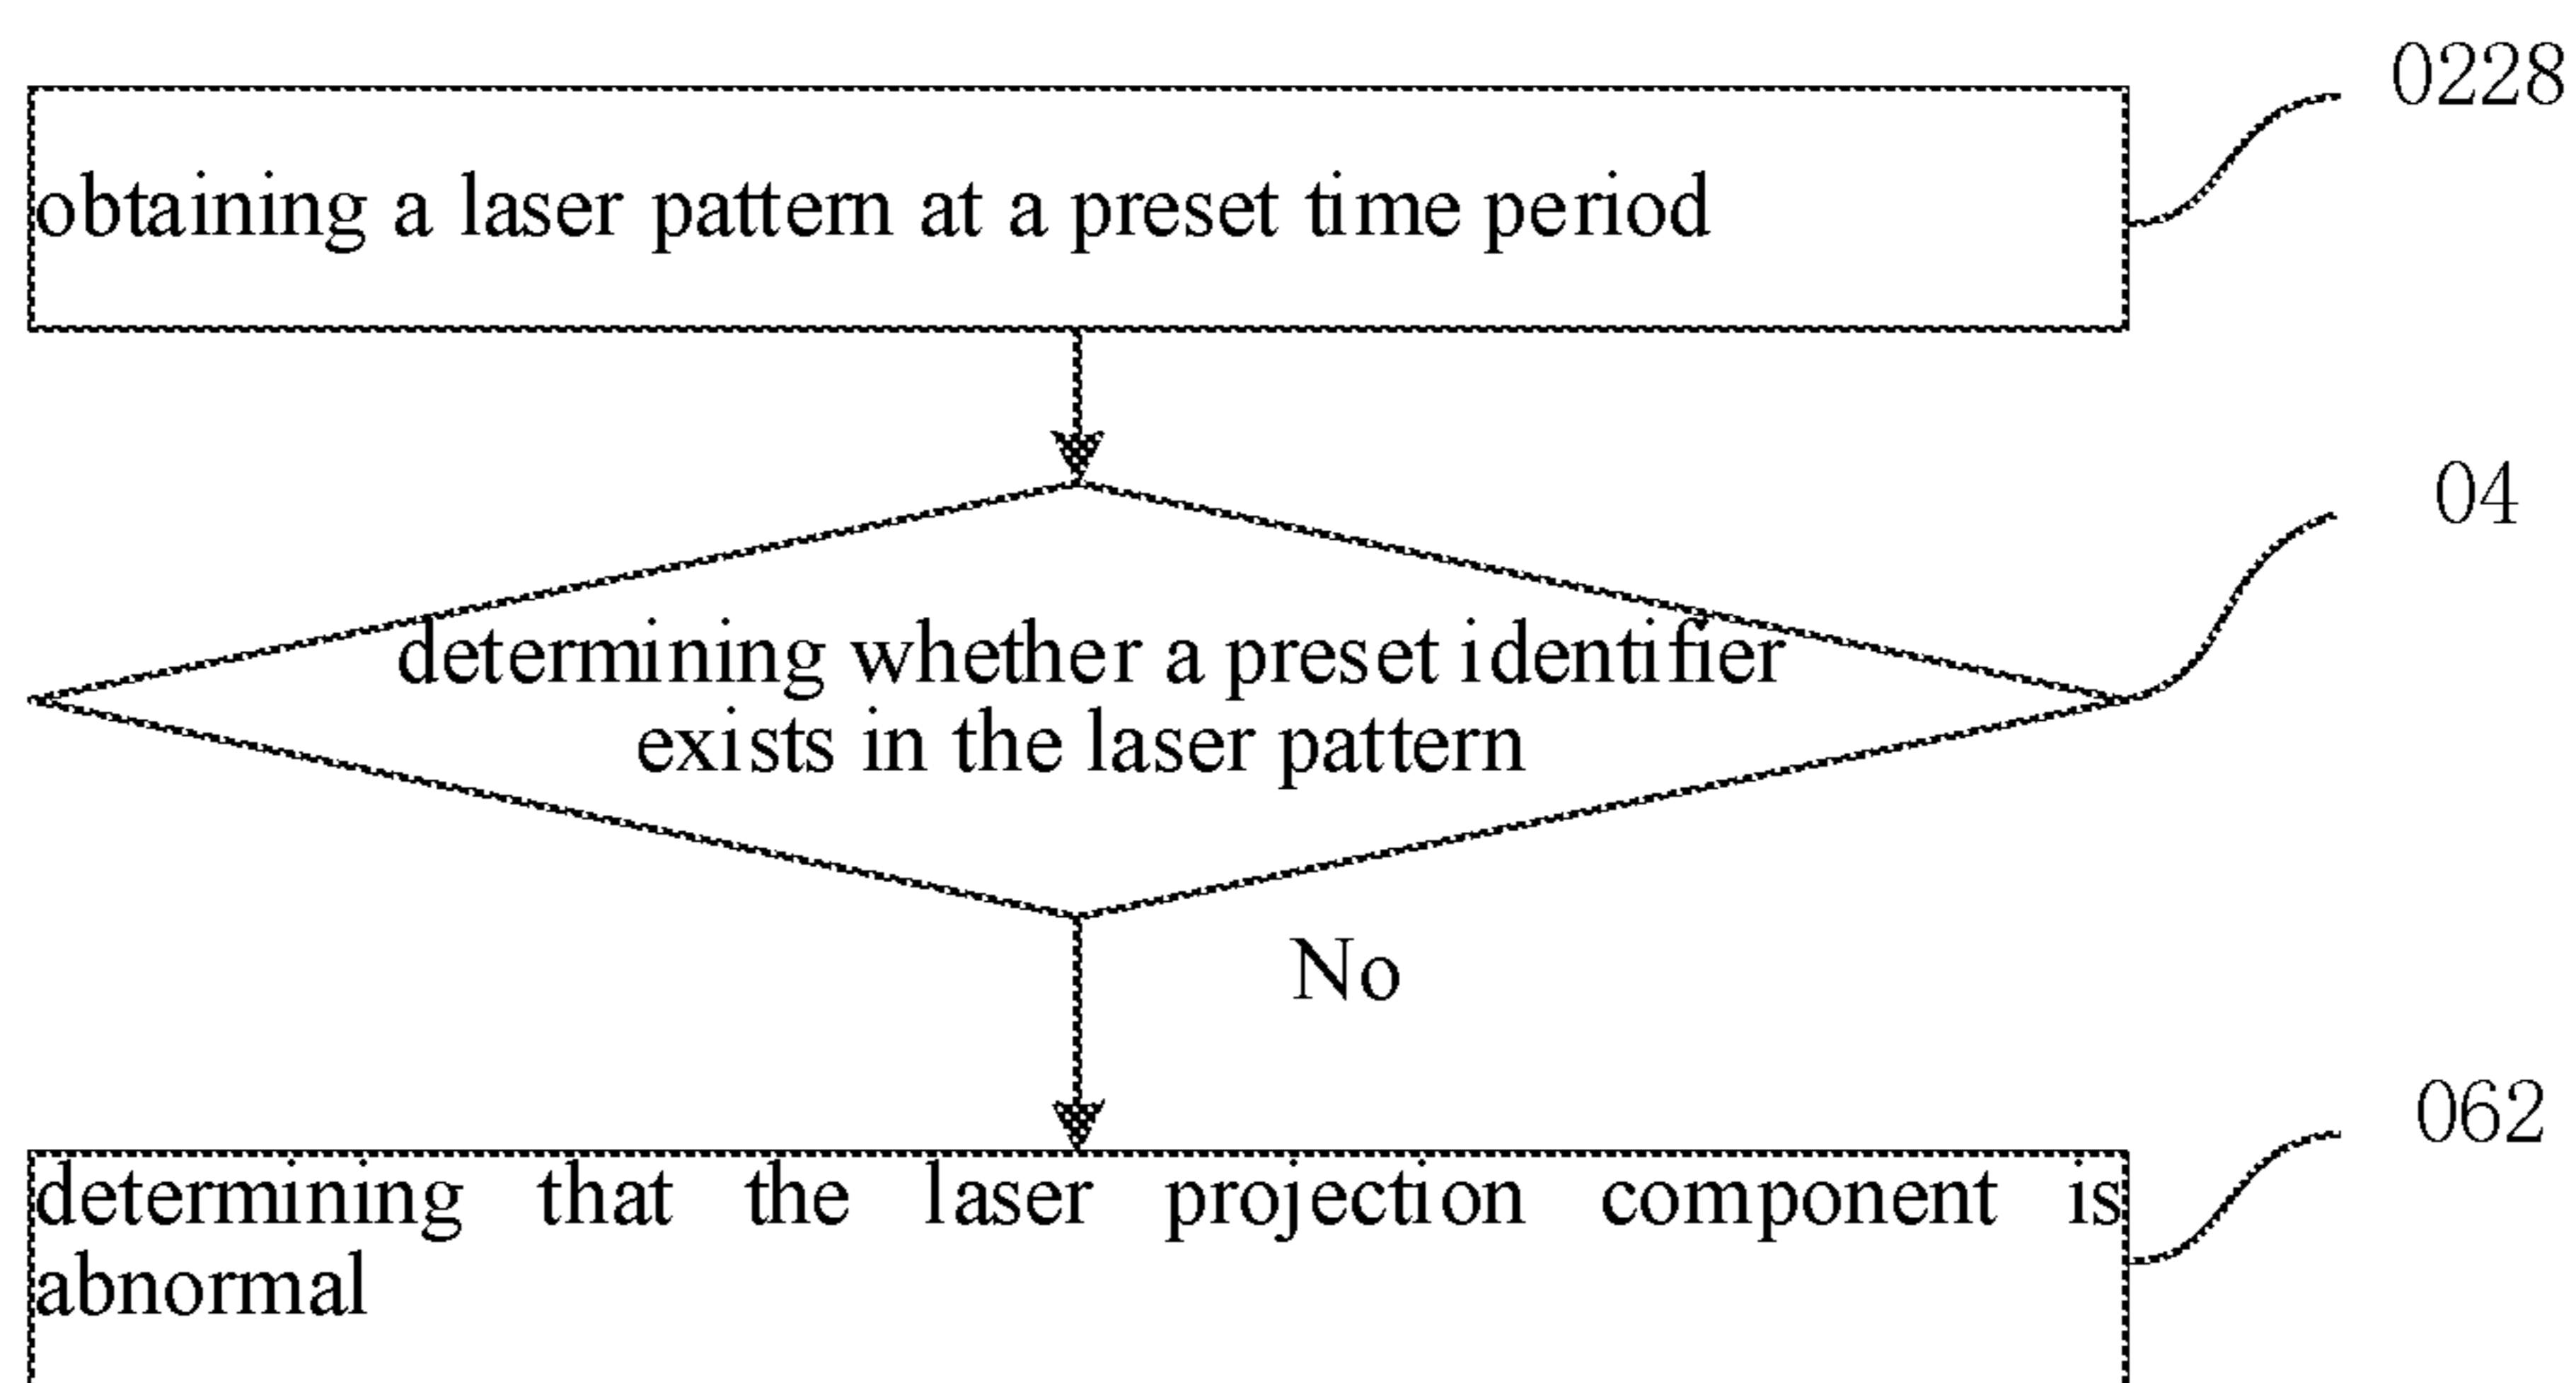 0228
obtaining a laser pattern at a preset time period
04
determining whether a preset identifier
exists in the laser pattern
No
062
determining that the laser projection component is
abnormal